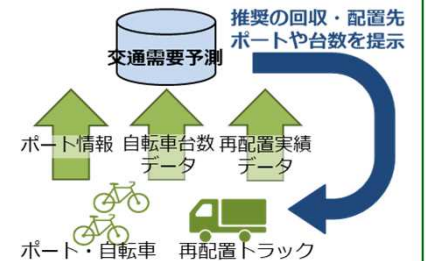 推奨の回収・配置先
ポートや台数を提示
交通需要予測
ポート情報
自転車台数
データ
再配置実績
データ
ポート・自転車
再配置トラック